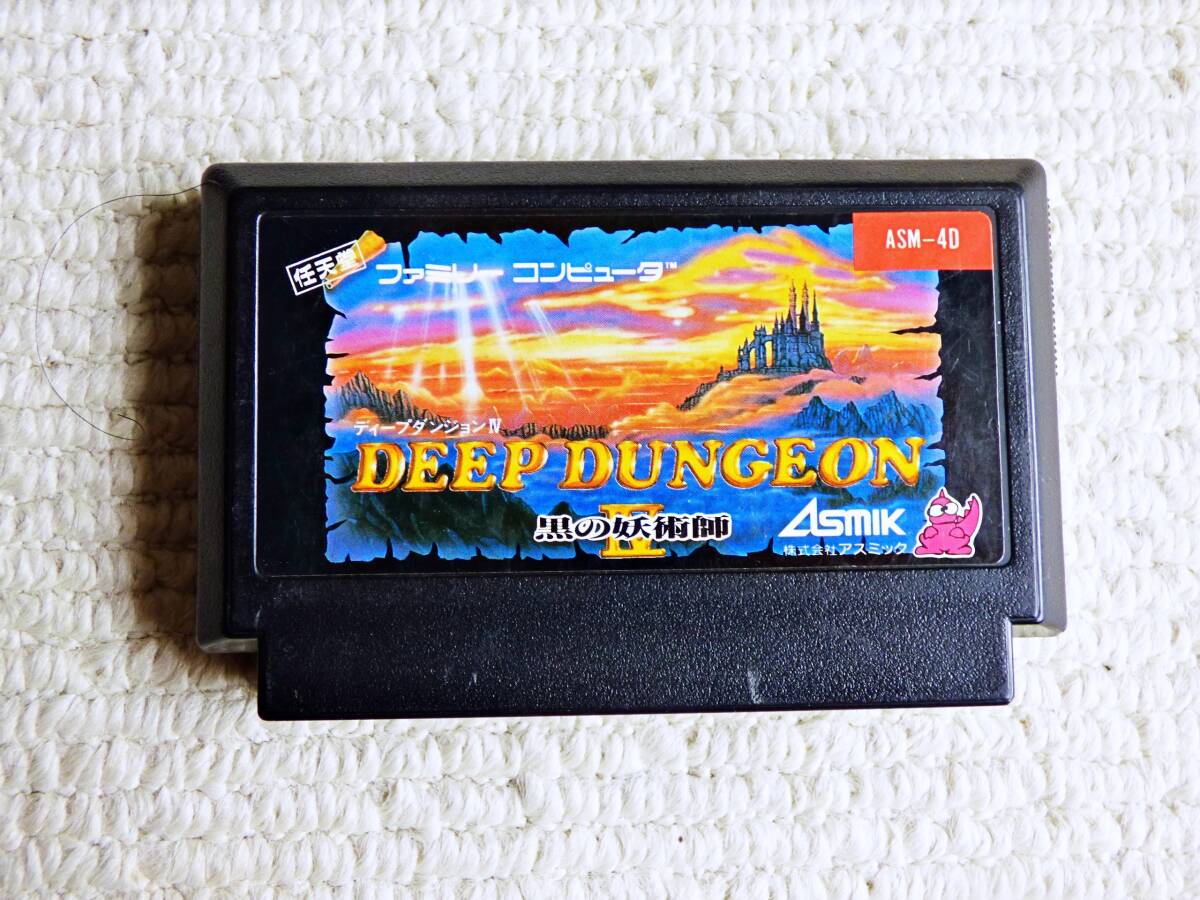 任天堂
ファミリー コンピュータ™
ASM-4D
ディープダンジョンⅣ
DEEP DUNGEON
Ⅳ
黒の妖術師
ASMIK
株式会社アスミック